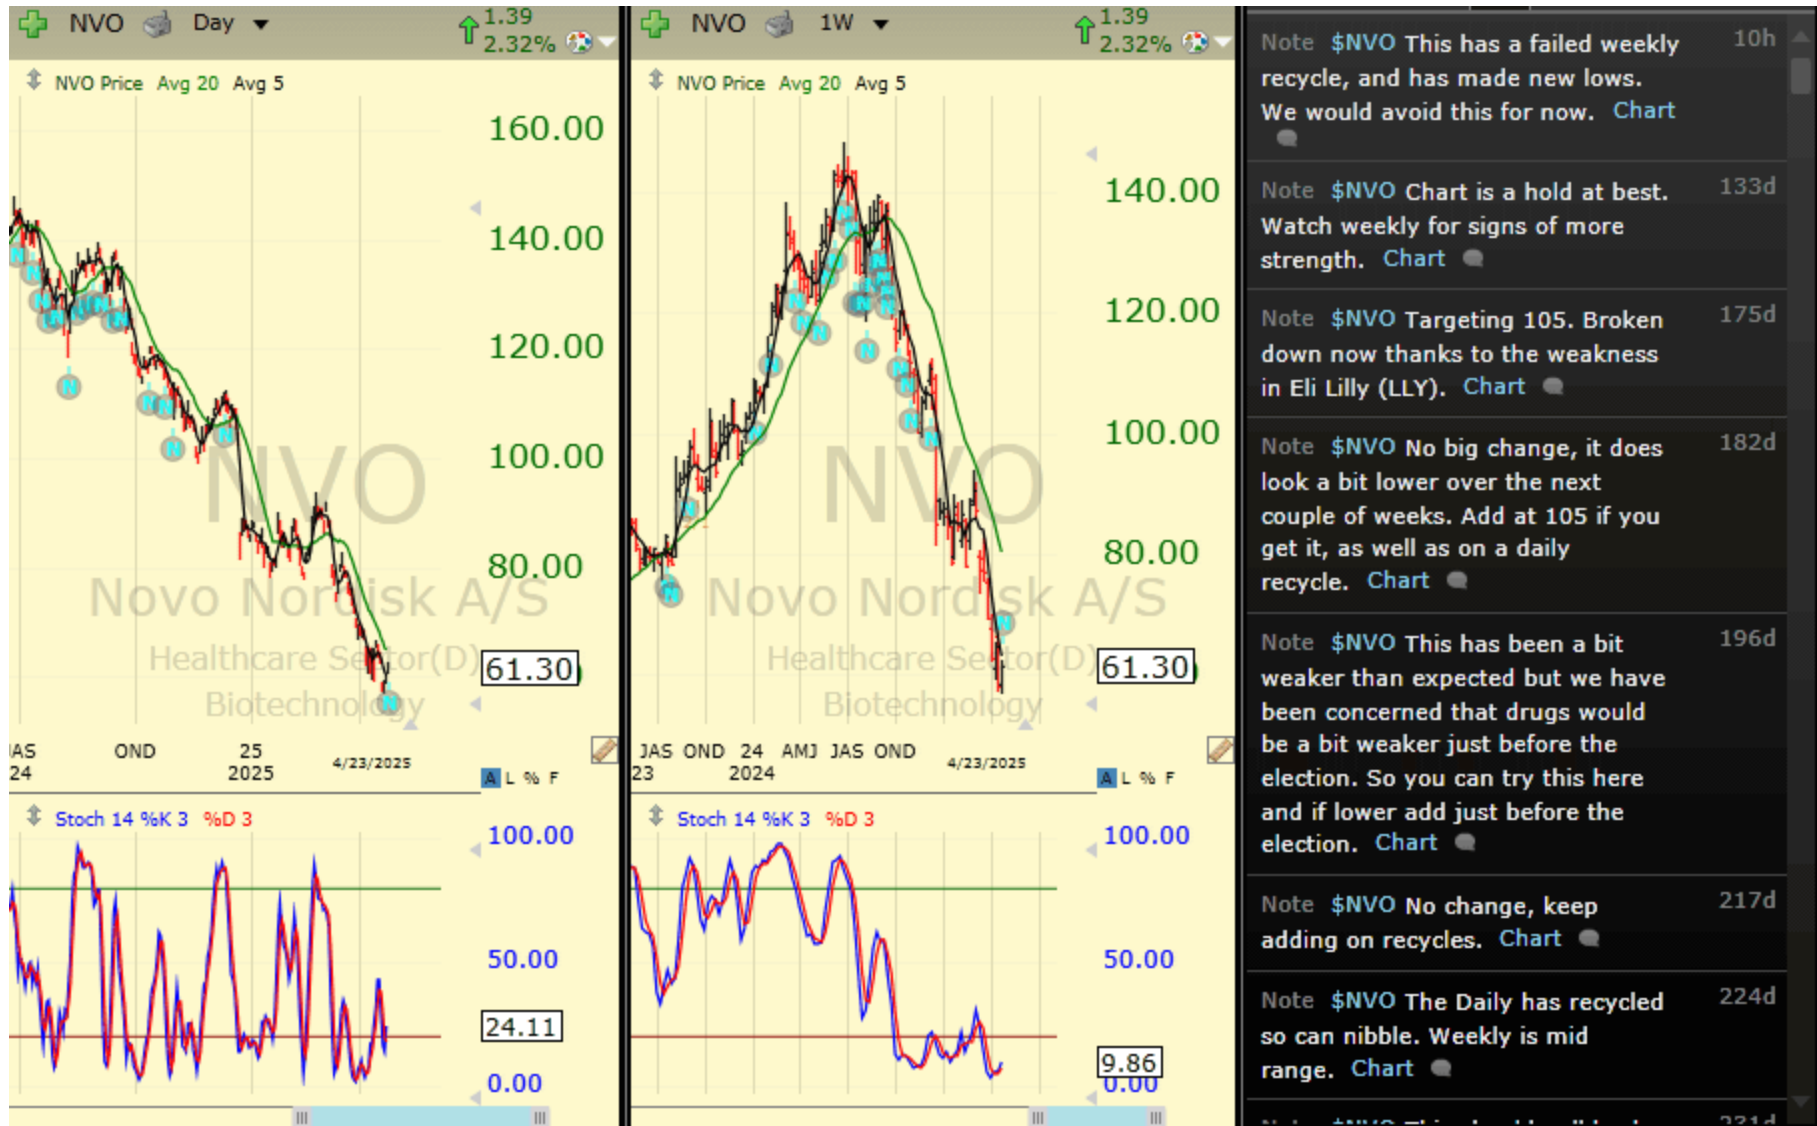 NVO Day
1.39
2.32%
NVO Price Avg 20 Avg 5
160.00
140.00
120.00
100.00
80.00
61.30
NVO
Novo Nordisk A/S
Healthcare Sector(D)
Biotechnology
N
JAS OND 25
24 2025 4/23/2025
A L % F
Stoch 14 %K 3 %D 3
100.00
50.00
24.11
0.00
NVO 1W
1.39
2.32%
NVO Price Avg 20 Avg 5
140.00
120.00
100.00
80.00
61.30
NVO
Novo Nordisk A/S
Healthcare Sector(D)
Biotechnology
N
JAS OND 24 AMJ JAS OND
23 2024 4/23/2025
A L % F
Stoch 14 %K 3 %D 3
100.00
50.00
9.86
0.00
Note $NVO This has a failed weekly 10h
recycle, and has made new lows.
We would avoid this for now. Chart
Note $NVO Chart is a hold at best. 133d
Watch weekly for signs of more
strength. Chart
Note $NVO Targeting 105. Broken 175d
down now thanks to the weakness
in Eli Lilly (LLY). Chart
Note $NVO No big change, it does 182d
look a bit lower over the next
couple of weeks. Add at 105 if you
get it, as well as on a daily
recycle. Chart
Note $NVO This has been a bit 196d
weaker than expected but we have
been concerned that drugs would
be a bit weaker just before the
election. So you can try this here
and if lower add just before the
election. Chart
Note $NVO No change, keep 217d
adding on recycles. Chart
Note $NVO The Daily has recycled 224d
so can nibble. Weekly is mid
range. Chart